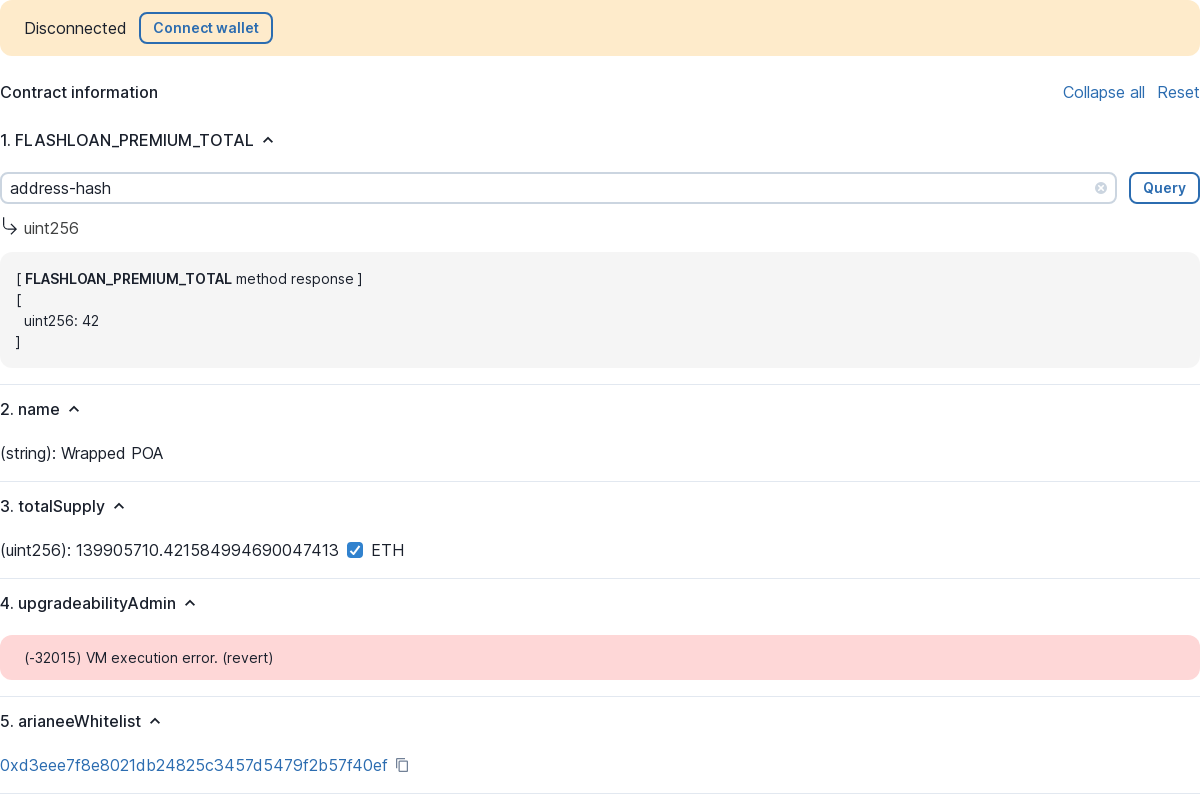 Disconnected Connect wallet
Contract information Collapse all Reset
1. FLASHLOAN_PREMIUM_TOTAL
address-hash Query
uint256
[ FLASHLOAN_PREMIUM_TOTAL method response ]
[
uint256: 42
]
2. name
(string): Wrapped POA
3. totalSupply
(uint256): 139905710.421584994690047413 ETH
4. upgradeabilityAdmin
(-32015) VM execution error. (revert)
5. arianeeWhitelist
0xd3eee7f8e8021db24825c3457d5479f2b57f40ef